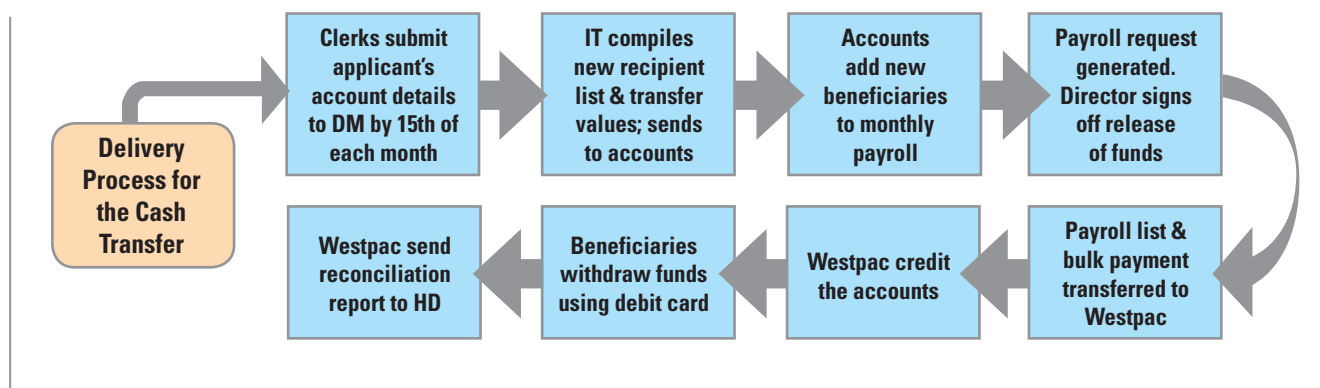 Delivery
Process for
the Cash
Transfer
Clerks submit
applicant's
account details
to DM by 15th of
each month
IT compiles
new recipient
list & transfer
values; sends
to accounts
Accounts
add new
beneficiaries
to monthly
payroll
Payroll request
generated.
Director signs
off release
of funds
Payroll list &
bulk payment
transferred to
Westpac
Westpac credit
the accounts
Beneficiaries
withdraw funds
using debit card
Westpac send
reconciliation
report to HD